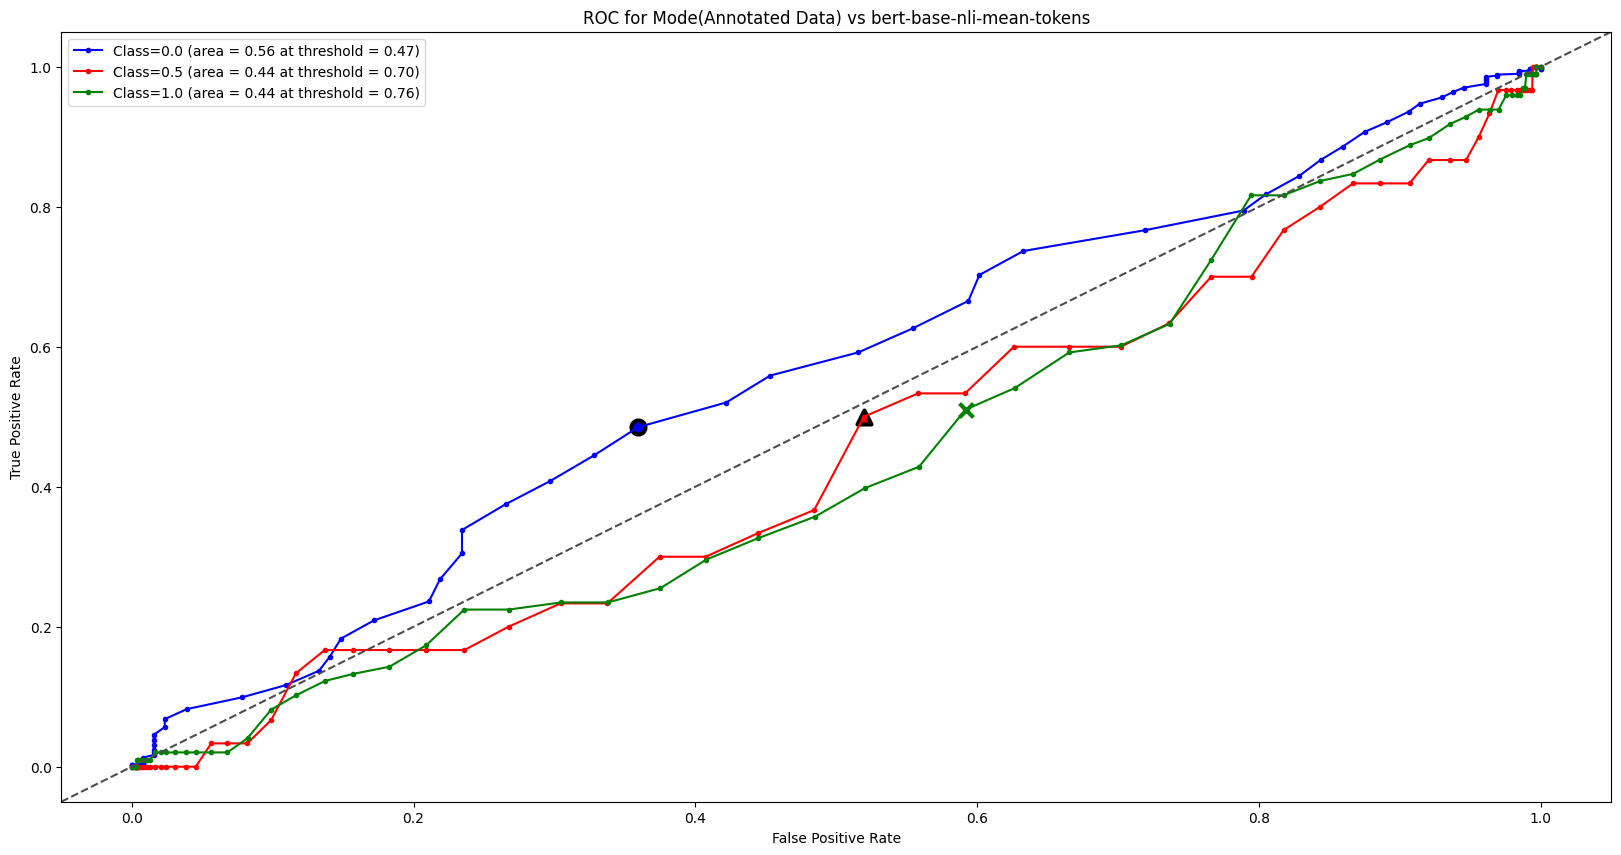 ROC for Mode(Annotated Data) vs bert-base-nli-mean-tokens
Class=0.0 (area = 0.56 at threshold = 0.47)
Class=0.5 (area = 0.44 at threshold = 0.70)
Class=1.0 (area = 0.44 at threshold = 0.76)
True Positive Rate
1.0
0.8
0.6
0.4
0.2
0.0
0.0 0.2 0.4 0.6 0.8 1.0
False Positive Rate